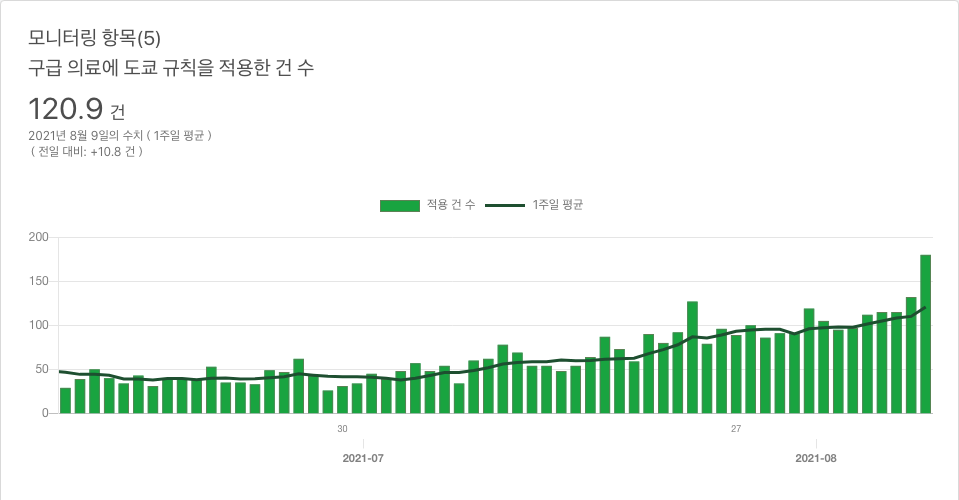 모니터링 항목(5)
구급 의료에 도쿄 규칙을 적용한 건 수
120.9 건
2021년 8월 9일의 수치 ( 1주일 평균 )
( 전일 대비: +10.8 건 )
적용 건 수 1주일 평균
200
150
100
50
0
30 27
2021-07 2021-08